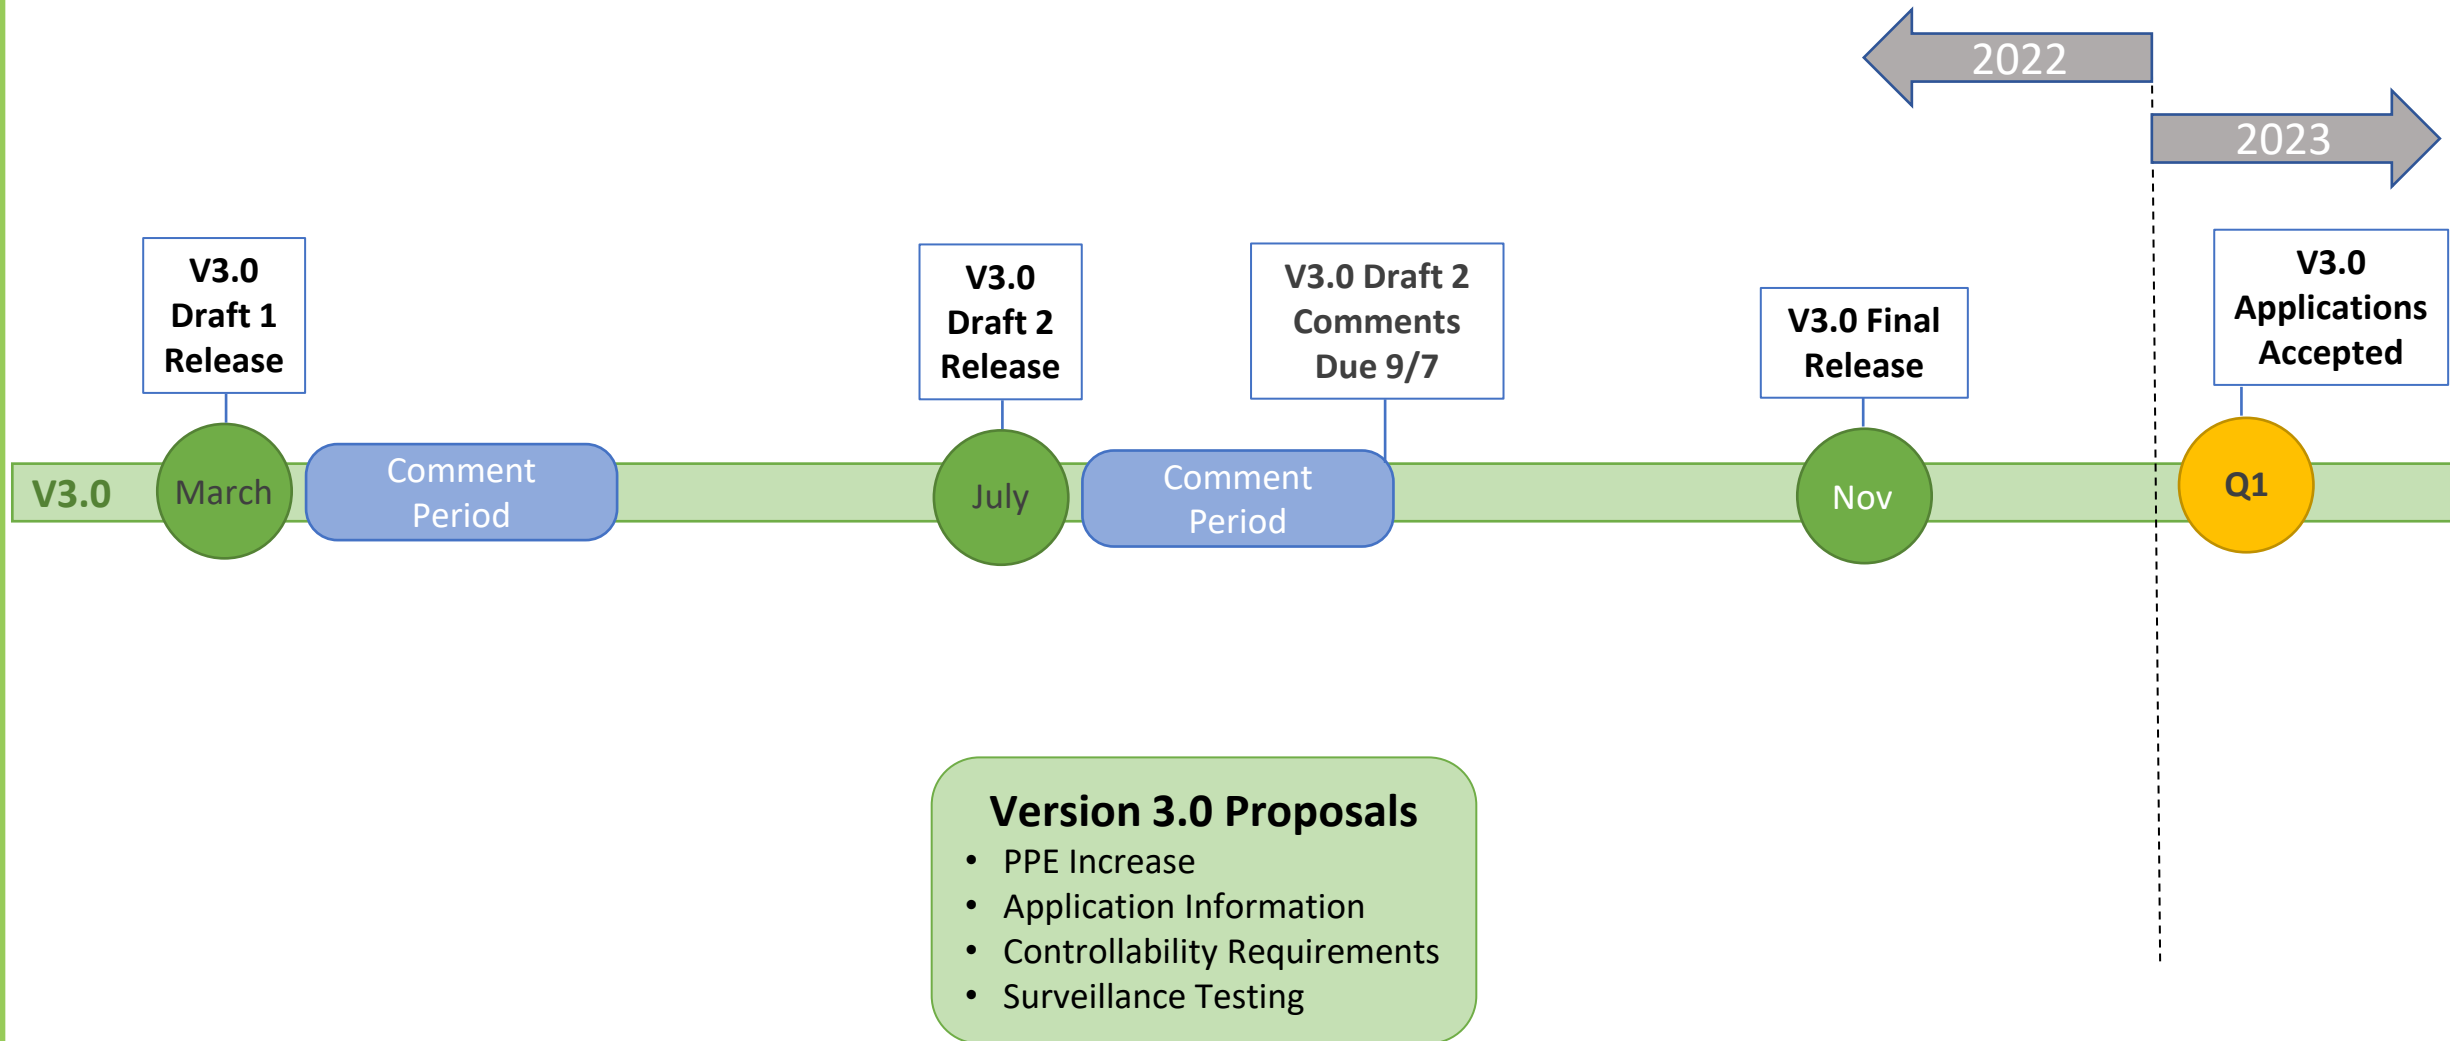 2022
2023
V3.0
Draft 1
Release
V3.0
Draft 2
Release
V3.0 Draft 2
Comments
Due 9/7
V3.0 Final
Release
V3.0
Applications
Accepted
V3.0
March
Comment
Period
July
Comment
Period
Nov
Q1
Version 3.0 Proposals
• PPE Increase
• Application Information
• Controllability Requirements
• Surveillance Testing